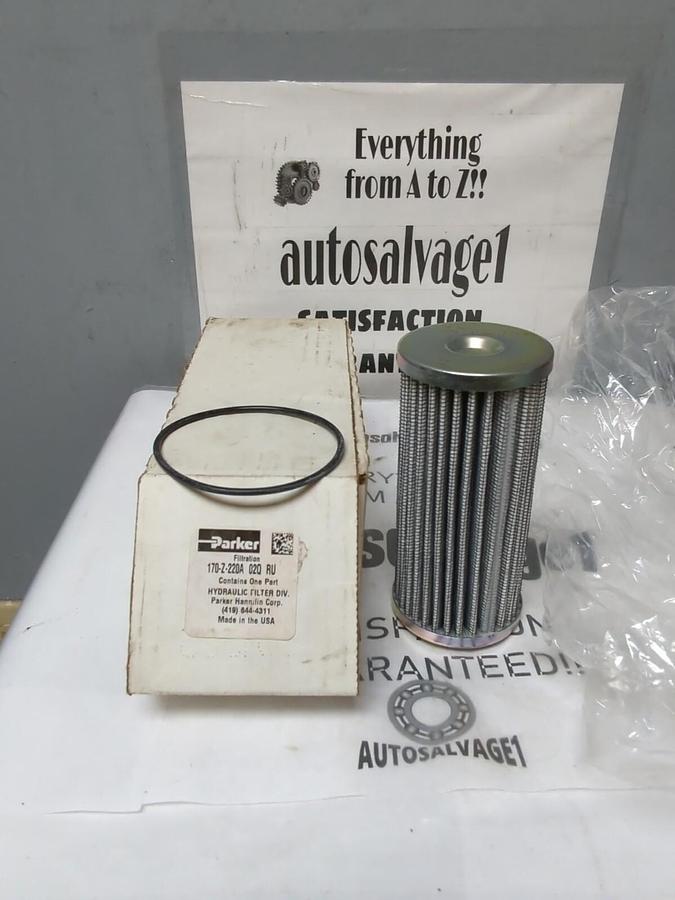 Everything
from A to Z!!
autosalvage1
SATISFACTION
Parker
Filtration
170-Z-220A 02Q RU
Contains One Part
HYDRAULIC FILTER DIV.
Parker Hannifin Corp.
(419) 644-4311
Made in the USA
ARANTEED!!
AUTOSALVAGE1